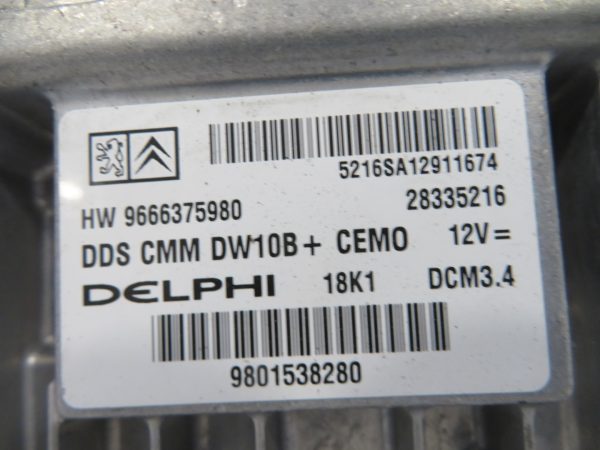 5216SA12911674
HW 9666375980 28335216
DDS CMM DW10B+ CEMO 12V=
DELPHI 18K1 DCM3.4
9801538280